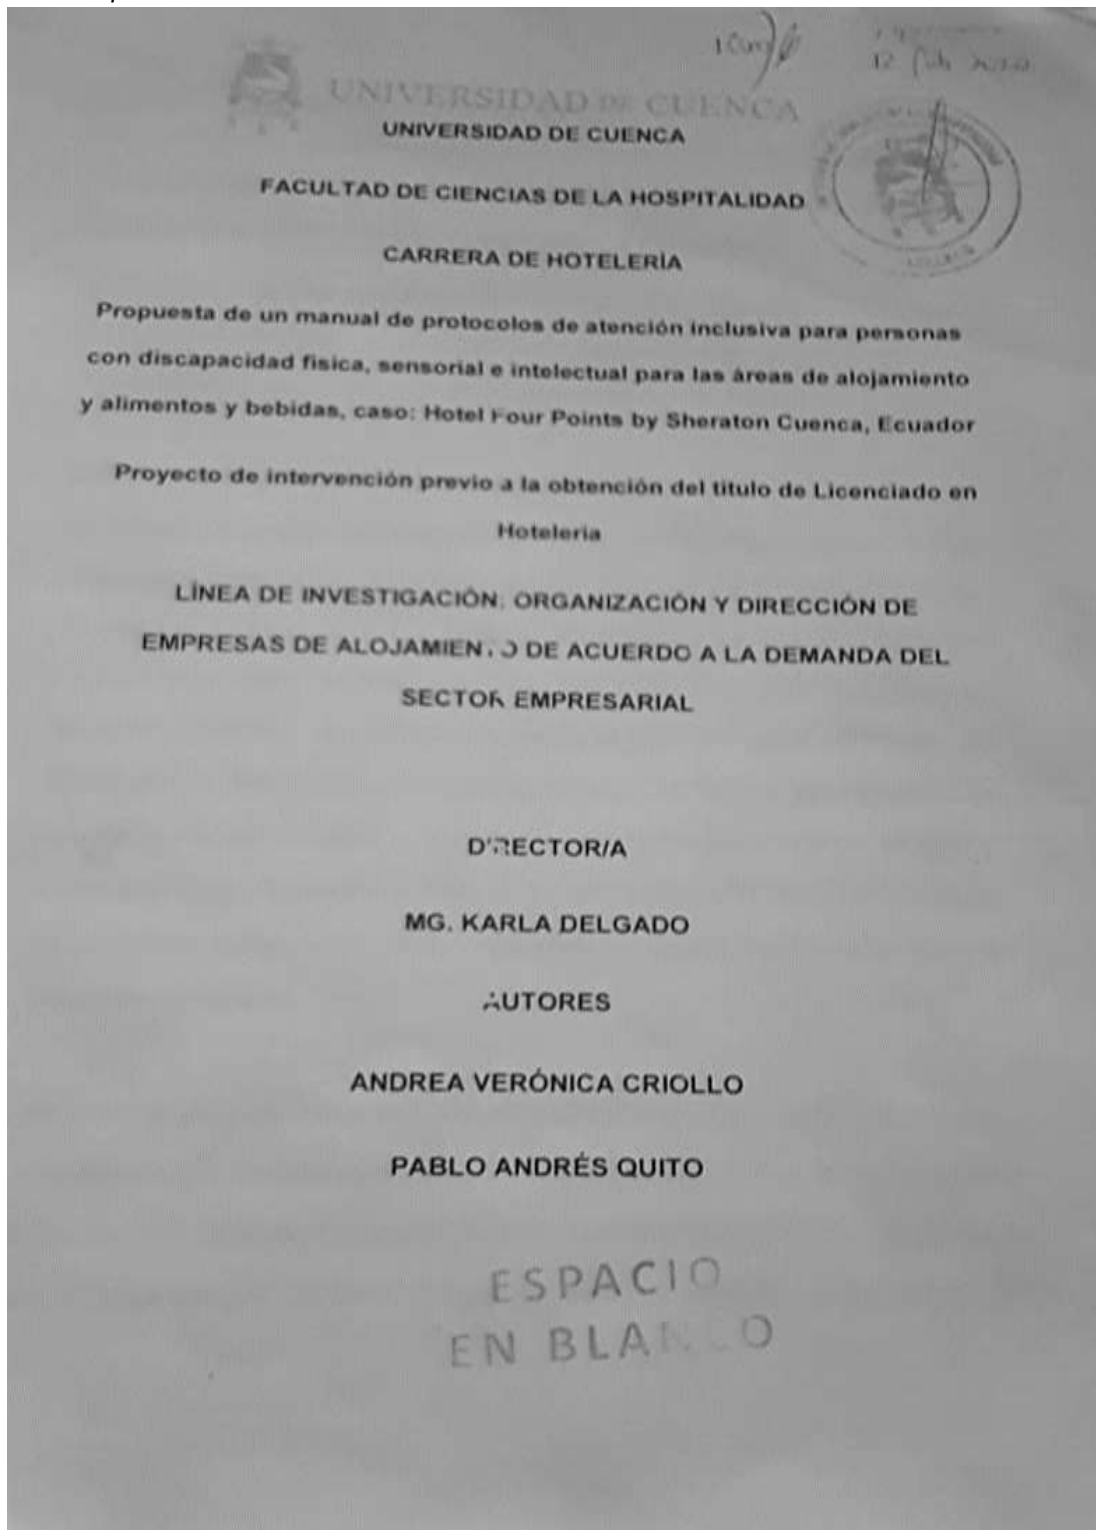 UNIVERSIDAD DE CUENCA
UNIVERSIDAD DE CUENCA
FACULTAD DE CIENCIAS DE LA HOSPITALIDAD
CARRERA DE HOTELERÍA
Propuesta de un manual de protocolos de atención inclusiva para personas
con discapacidad física, sensorial e intelectual para las áreas de alojamiento
y alimentos y bebidas, caso: Hotel Four Points by Sheraton Cuenca, Ecuador
Proyecto de intervención previo a la obtención del título de Licenciado en
Hotelería
LÍNEA DE INVESTIGACIÓN: ORGANIZACIÓN Y DIRECCIÓN DE
EMPRESAS DE ALOJAMIENTO DE ACUERDO A LA DEMANDA DEL
SECTOR EMPRESARIAL
DIRECTOR/A
MG. KARLA DELGADO
AUTORES
ANDREA VERÓNICA CRIOLLO
PABLO ANDRÉS QUITO
ESPACIO
EN BLANCO